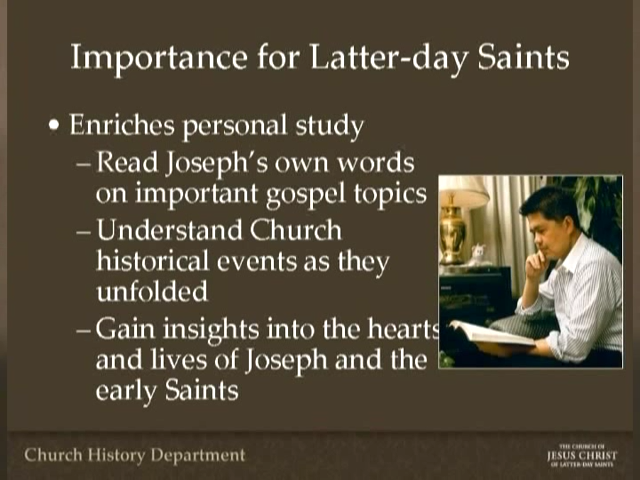 Importance for Latter-day Saints
• Enriches personal study
– Read Joseph's own words
on important gospel topics
– Understand Church
historical events as they
unfolded
– Gain insights into the hearts
and lives of Joseph and the
early Saints
Church History Department
THE CHURCH OF
JESUS CHRIST
OF LATTER-DAY SAINTS